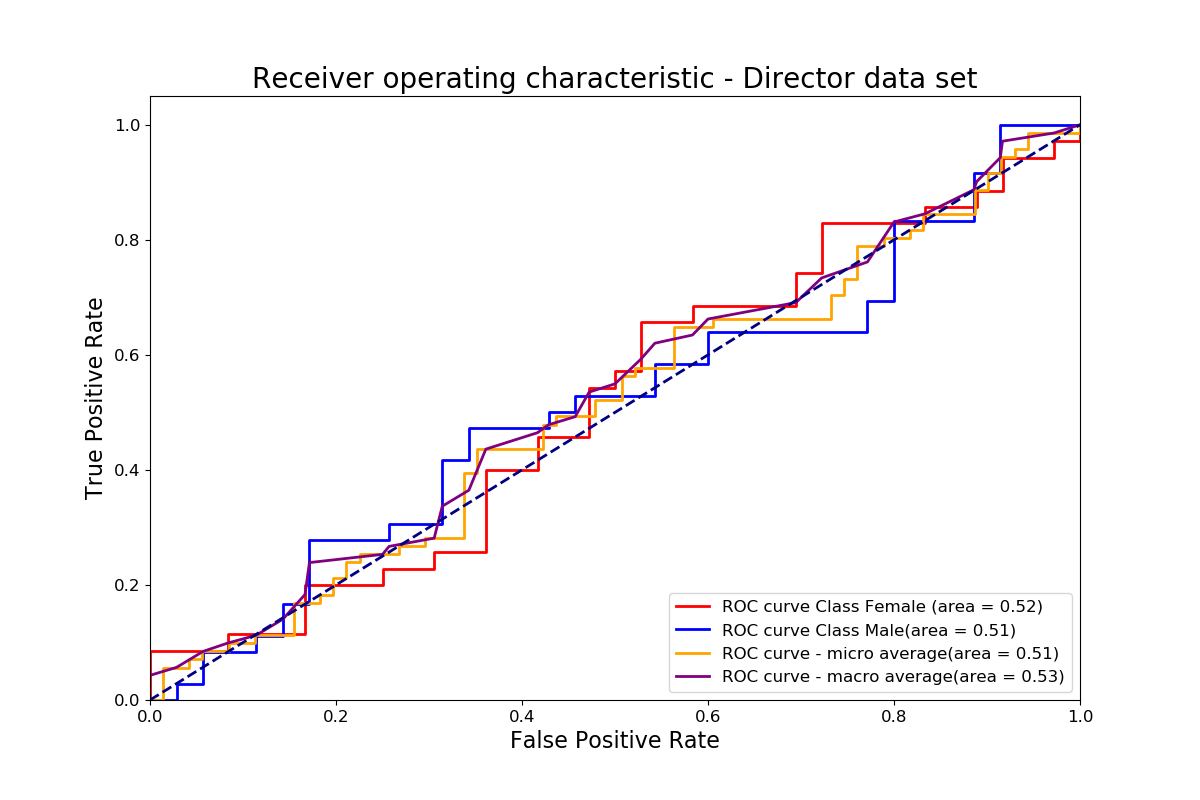 Receiver operating characteristic - Director data set
True Positive Rate
1.0
0.8
0.6
0.4
0.2
0.0
ROC curve Class Female (area = 0.52)
ROC curve Class Male(area = 0.51)
ROC curve - micro average(area = 0.51)
ROC curve - macro average(area = 0.53)
0.0 0.2 0.4 0.6 0.8 1.0
False Positive Rate